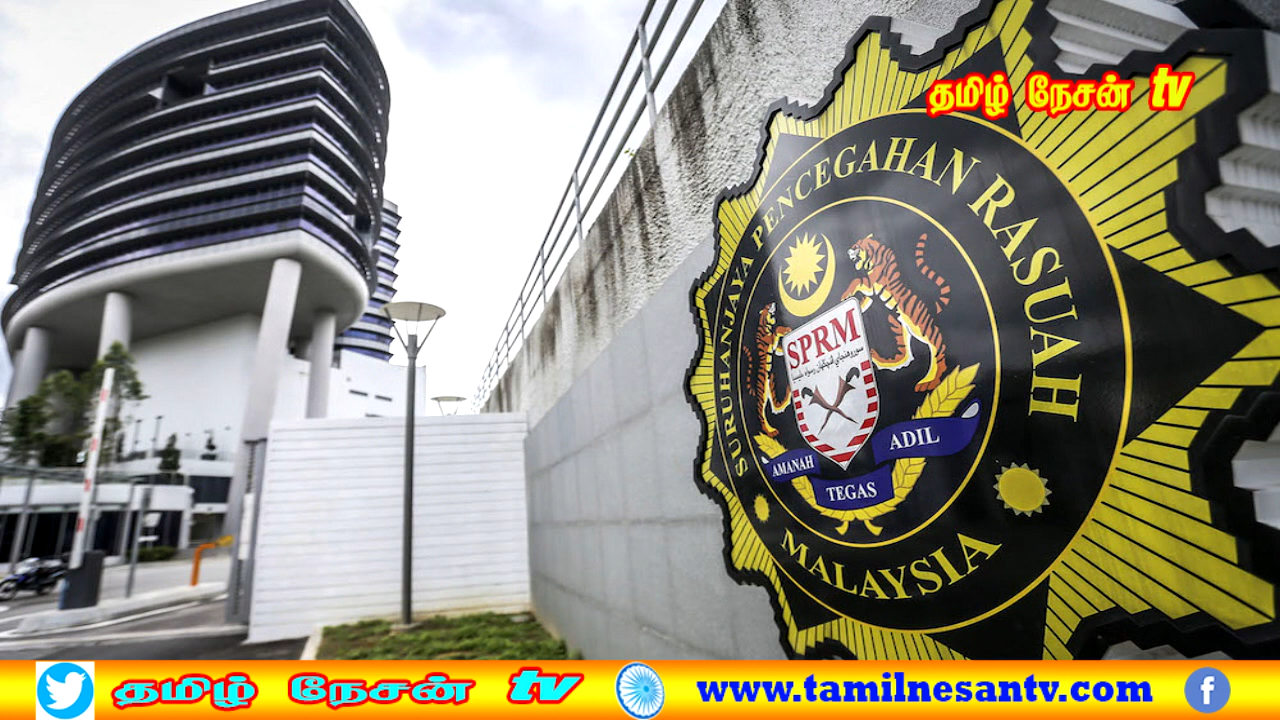 தமிழ் நேசன் tv
SURUHANJAYA PENCEGAHAN RASUAH
SPRM
AMANAH
TEGAS
ADIL
MALAYSIA
தமிழ் நேசன் tv
www.tamilnesantv.com
f